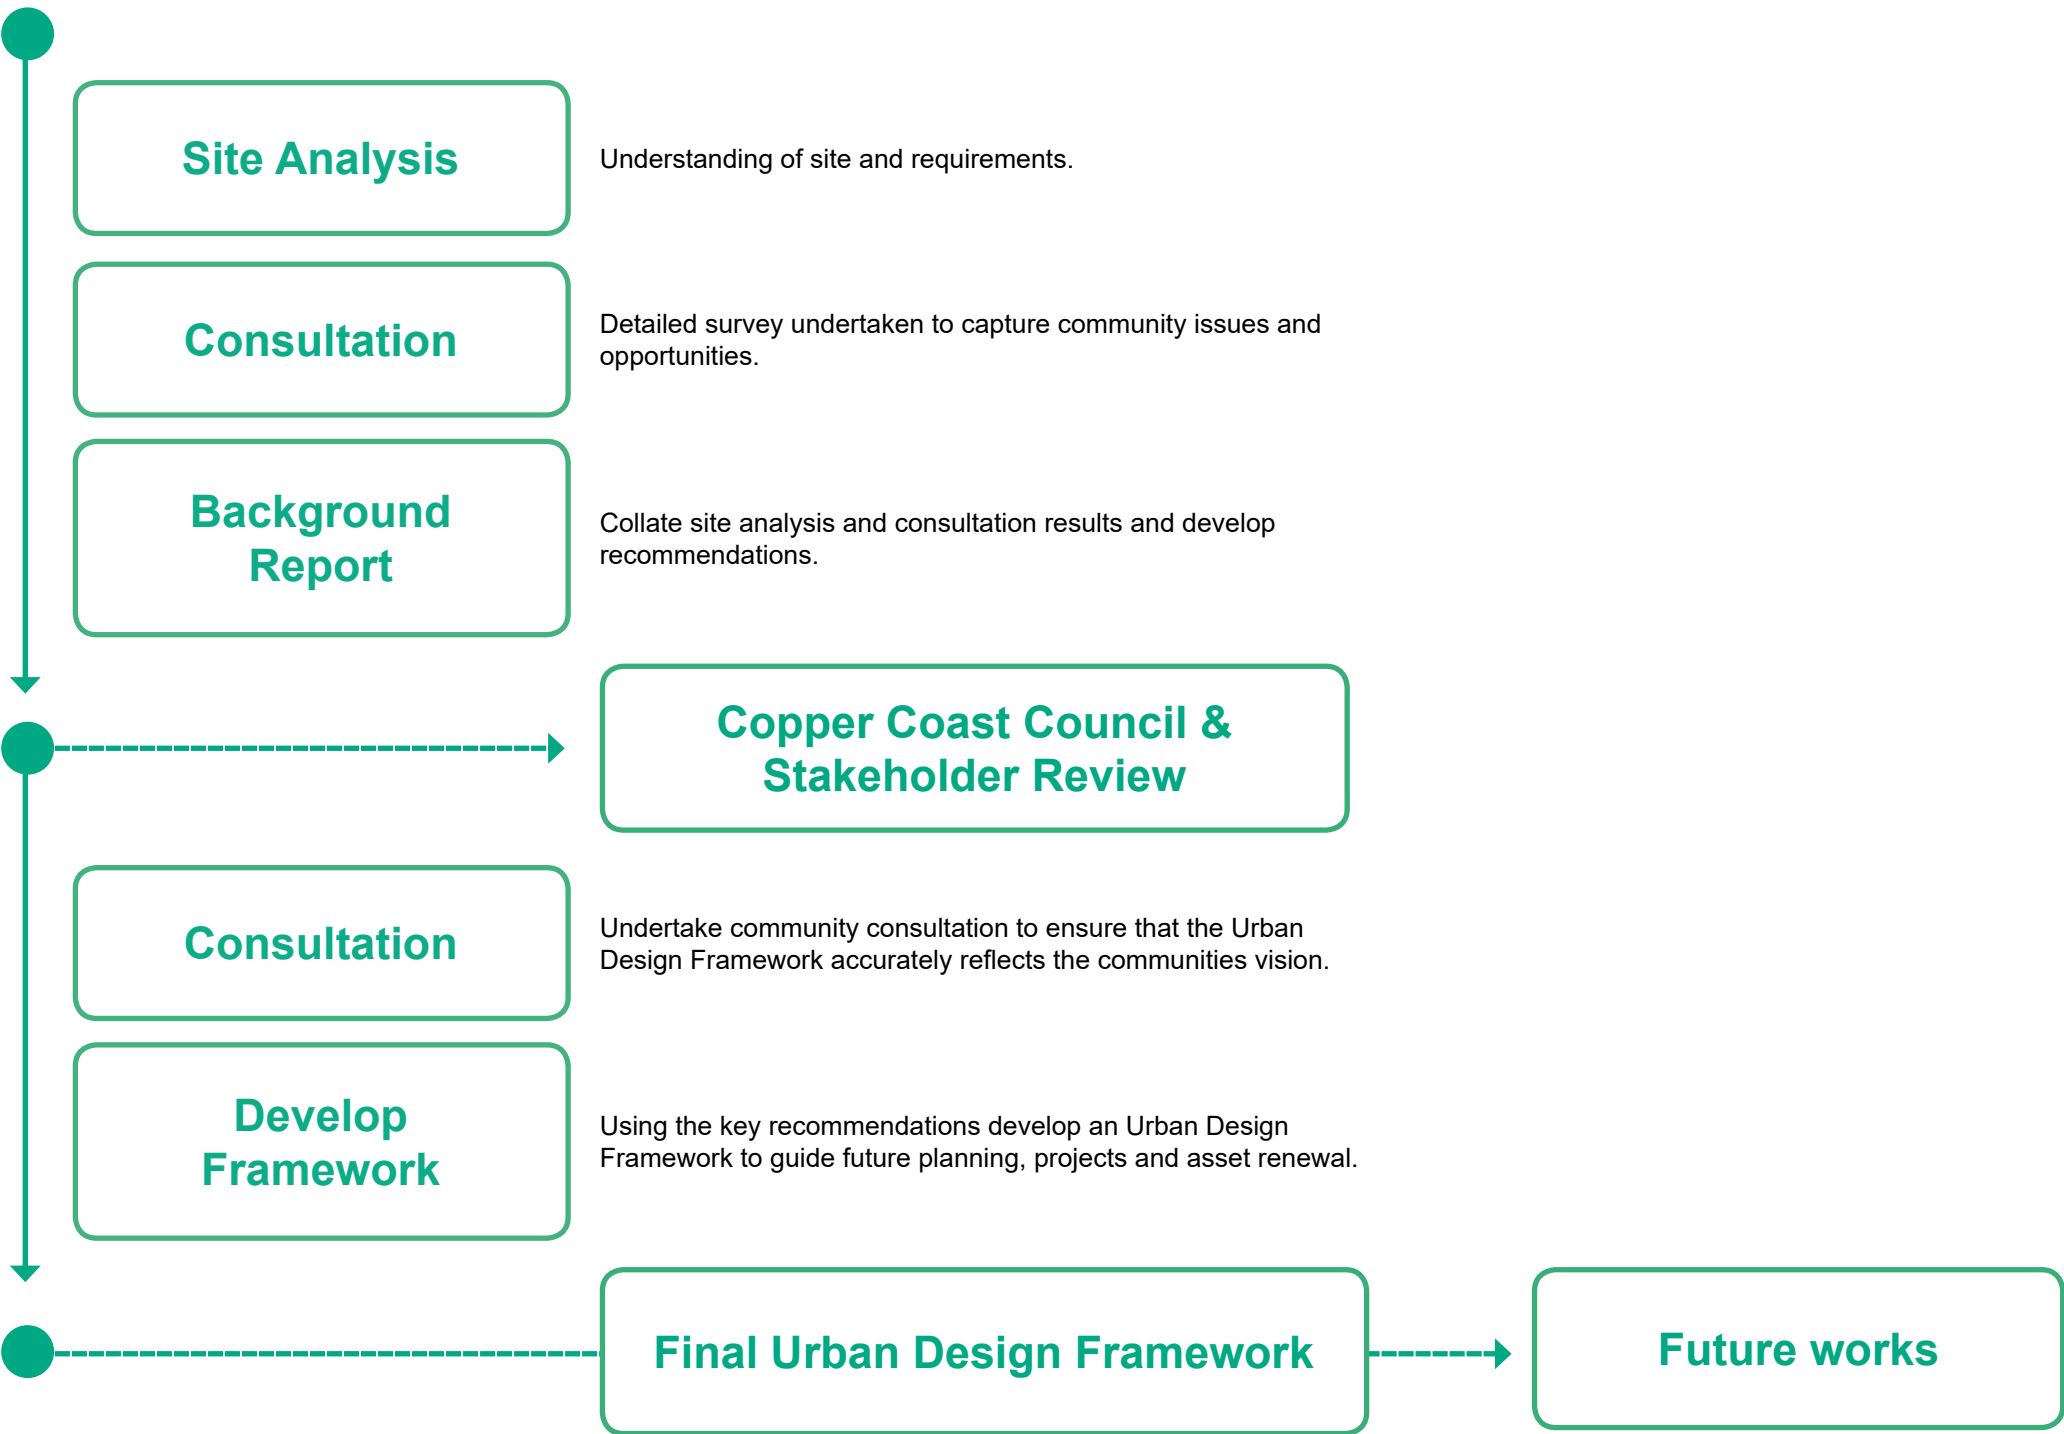 Site Analysis
Understanding of site and requirements.
Consultation
Detailed survey undertaken to capture community issues and
opportunities.
Background
Report
Collate site analysis and consultation results and develop
recommendations.
Copper Coast Council &
Stakeholder Review
Consultation
Undertake community consultation to ensure that the Urban
Design Framework accurately reflects the communities vision.
Develop
Framework
Using the key recommendations develop an Urban Design
Framework to guide future planning, projects and asset renewal.
Final Urban Design Framework
Future works